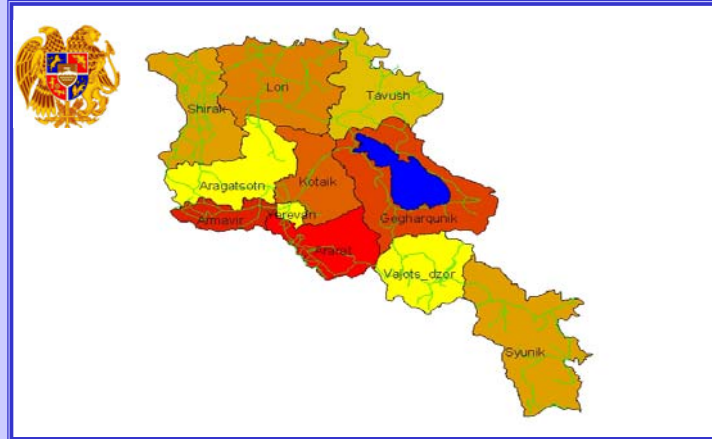 Lori
Tavush
Shirak
Kotaik
Aragatsotn
Yerevan
Armavir
Gegharqunik
Ararat
Vajots_dzor
Syunik